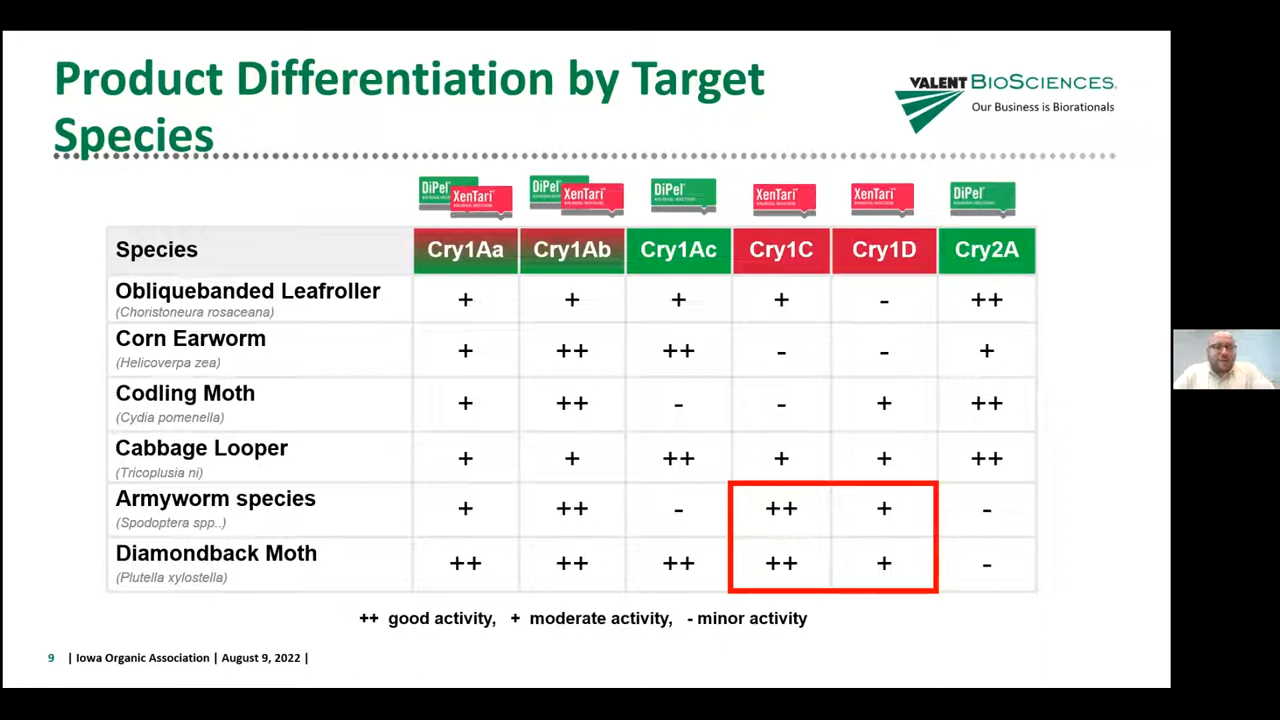 Product Differentiation by Target
Species
VALENT BIOSCIENCES.
Our Business is Biorationals
DiPel XenTari DiPel XenTari DiPel XenTari XenTari DiPel
Species Cry1Aa Cry1Ab Cry1Ac Cry1C Cry1D Cry2A
Obliquebanded Leafroller + + + + - ++
(Choristoneura rosaceana)
Corn Earworm + ++ ++ - - +
(Helicoverpa zea)
Codling Moth + ++ - - + ++
(Cydia pomenella)
Cabbage Looper + + ++ + + ++
(Tricoplusia ni)
Armyworm species + ++ - ++ + -
(Spodoptera spp..)
Diamondback Moth ++ ++ ++ ++ + -
(Plutella xylostella)
++ good activity, + moderate activity, - minor activity
9 | Iowa Organic Association | August 9, 2022 |